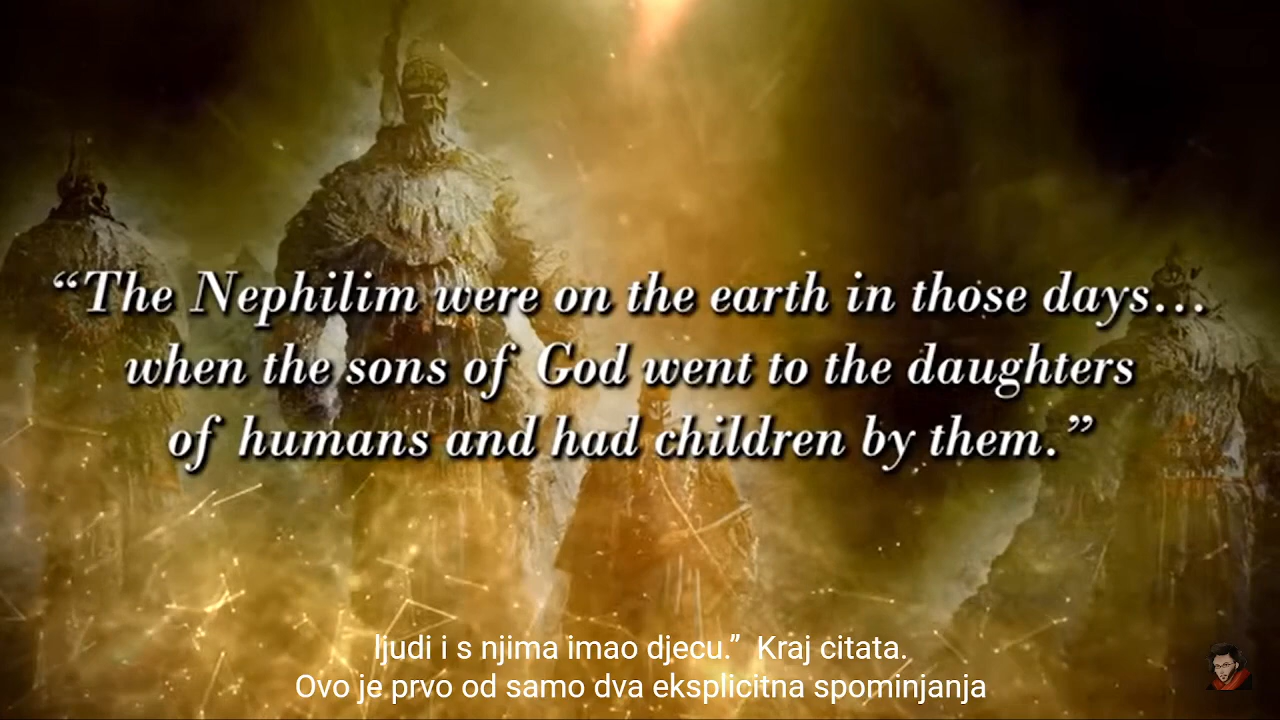 “The Nephilim were on the earth in those days...
when the sons of God went to the daughters
of humans and had children by them.”
ljudi i s njima imao djecu.” Kraj citata.
Ovo je prvo od samo dva eksplicitna spominjanja